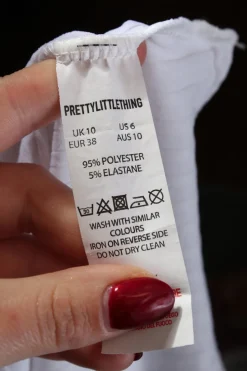 PRETTYLITTLETHING
UK 10 US 6
EUR 38 AUS 10
95% POLYESTER
5% ELASTANE
WASH WITH SIMILAR
COLOURS
IRON ON REVERSE SIDE
DO NOT DRY CLEAN